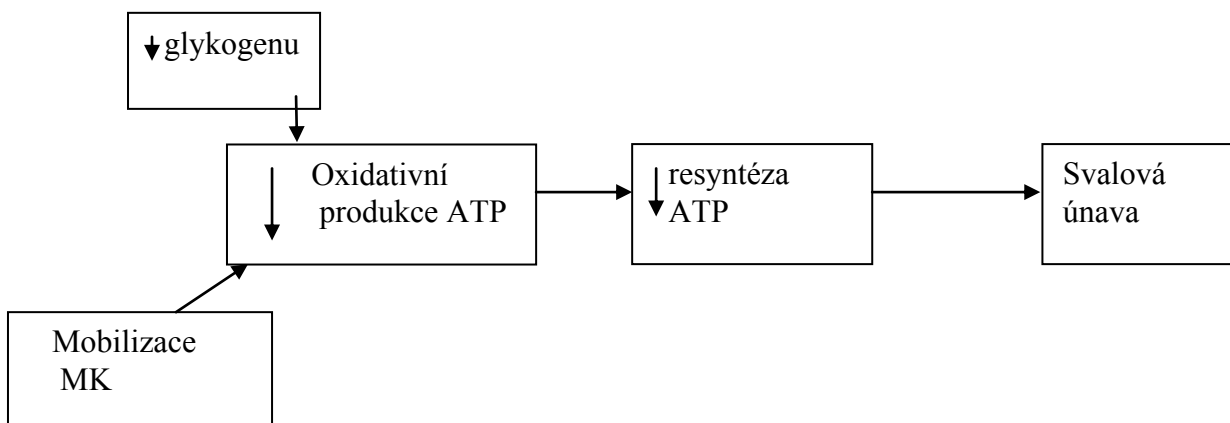 glykogenu
Oxidativní
produkce ATP
resyntéza
ATP
Svalová
únava
Mobilizace
MK